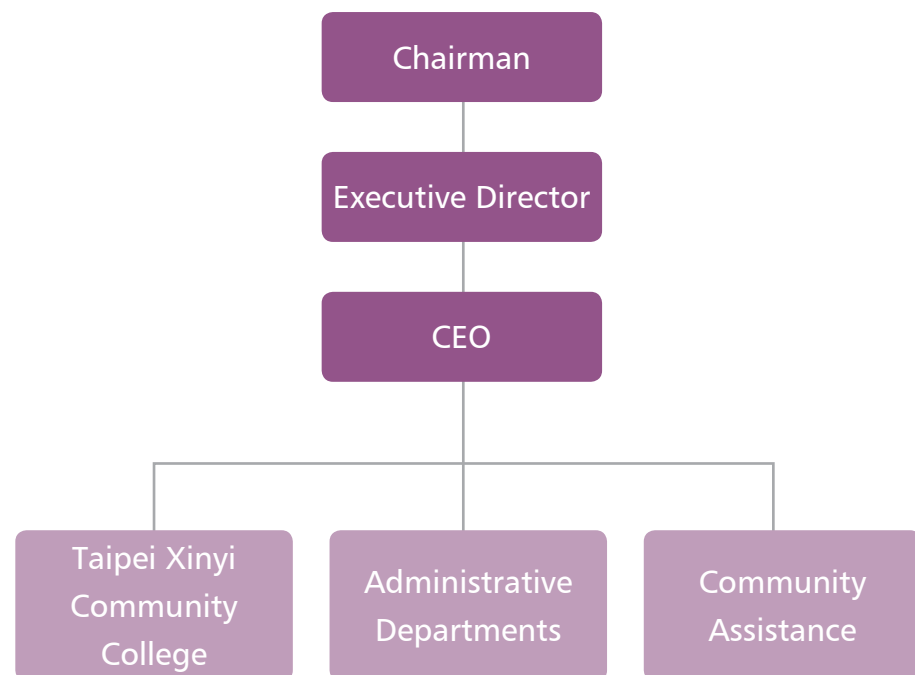 Chairman
Executive Director
CEO
Taipei Xinyi
Community
College
Administrative
Departments
Community
Assistance